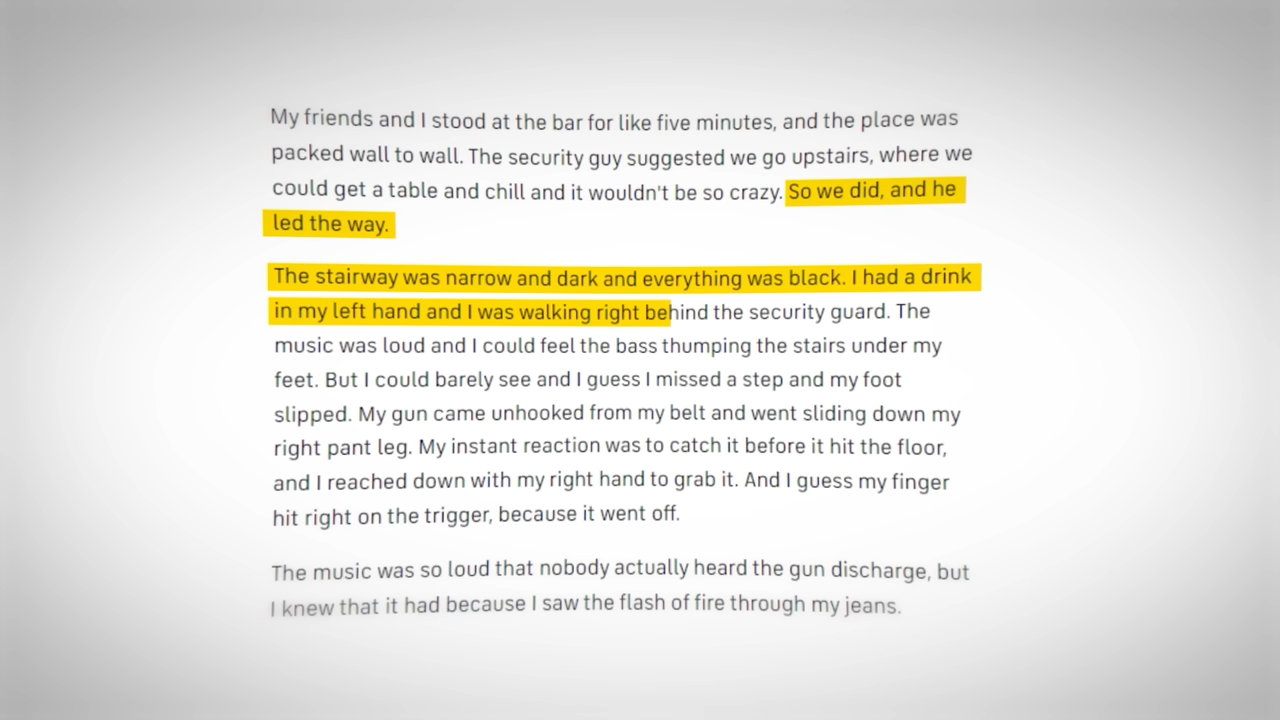 My friends and I stood at the bar for like five minutes, and the place was
packed wall to wall. The security guy suggested we go upstairs, where we
could get a table and chill and it wouldn't be so crazy. So we did, and he
led the way.
The stairway was narrow and dark and everything was black. I had a drink
in my left hand and I was walking right behind the security guard. The
music was loud and I could feel the bass thumping the stairs under my
feet. But I could barely see and I guess I missed a step and my foot
slipped. My gun came unhooked from my belt and went sliding down my
right pant leg. My instant reaction was to catch it before it hit the floor,
and I reached down with my right hand to grab it. And I guess my finger
hit right on the trigger, because it went off.
The music was so loud that nobody actually heard the gun discharge, but
I knew that it had because I saw the flash of fire through my jeans.